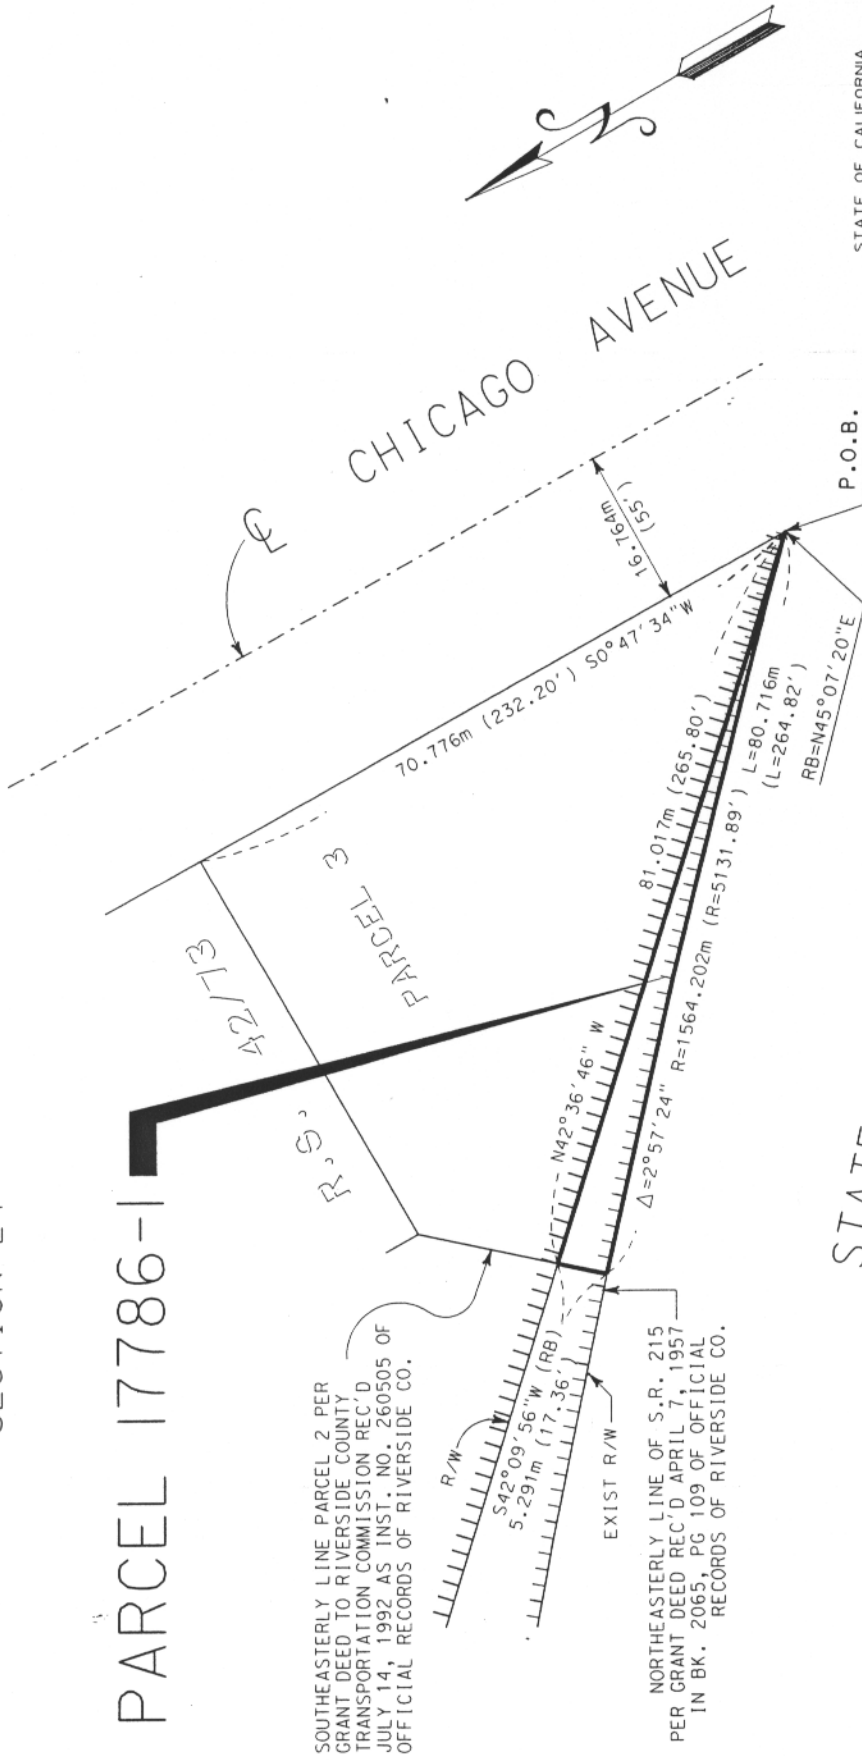 PARCEL 17786-1
SOUTHEASTERLY LINE PARCEL 2 PER
GRANT DEED TO RIVERSIDE COUNTY
TRANSPORTATION COMMISSION REC'D
JULY 14, 1992 AS INST. NO. 260505 OF
OFFICIAL RECORDS OF RIVERSIDE CO.
R/W
S42°09'56"W (RB)
5.291m (17.36')
EXIST R/W
NORTHEASTERLY LINE OF S.R. 215
PER GRANT DEED REC'D APRIL 7, 1957
IN BK. 2065, PG 109 OF OFFICIAL
RECORDS OF RIVERSIDE CO.
R.S. 42/73
PARCEL 3
N42°36'46" W
81.017m (265.80')
Δ=2°57'24" R=1564.202m (R=5131.89') L=80.716m
(L=264.82')
RB=N45°07'20"E
70.776m (232.20') S0°47'34"W
16.764m
(55')
CL
CHICAGO AVENUE
N
P.O.B.
STATE
STATE OF CALIFORNIA